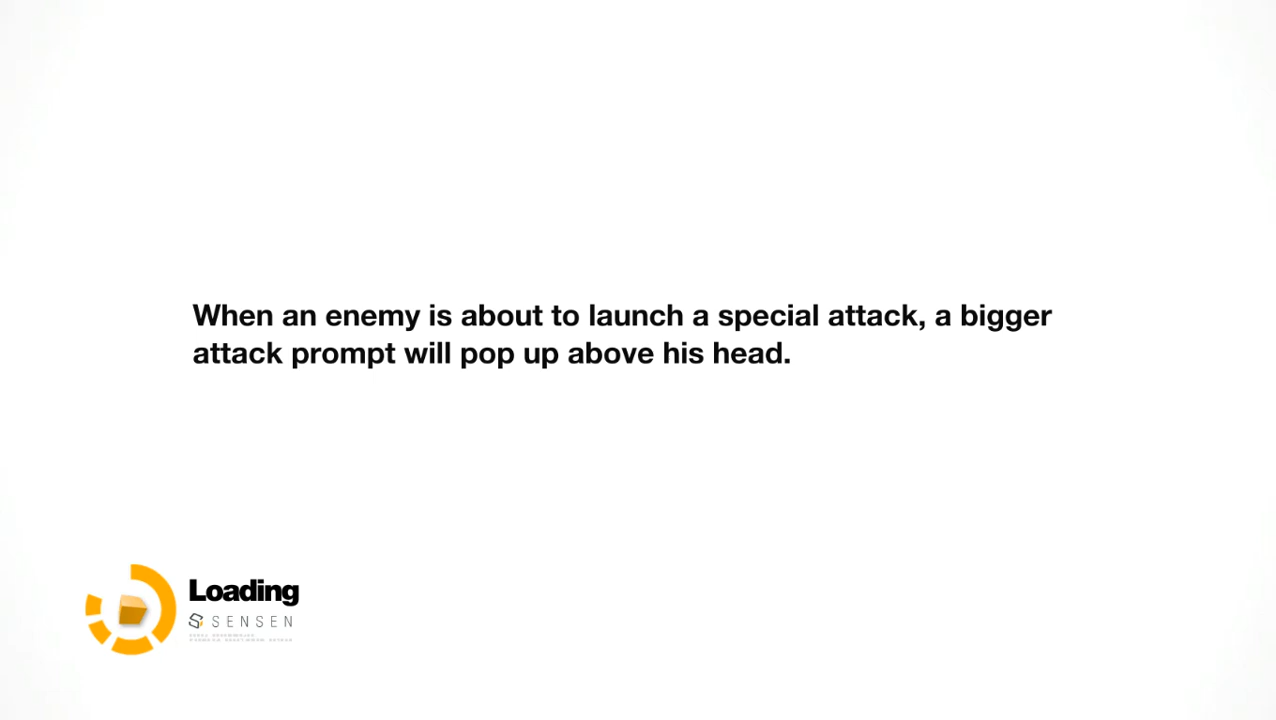 When an enemy is about to launch a special attack, a bigger
attack prompt will pop up above his head.
Loading
SENSEN